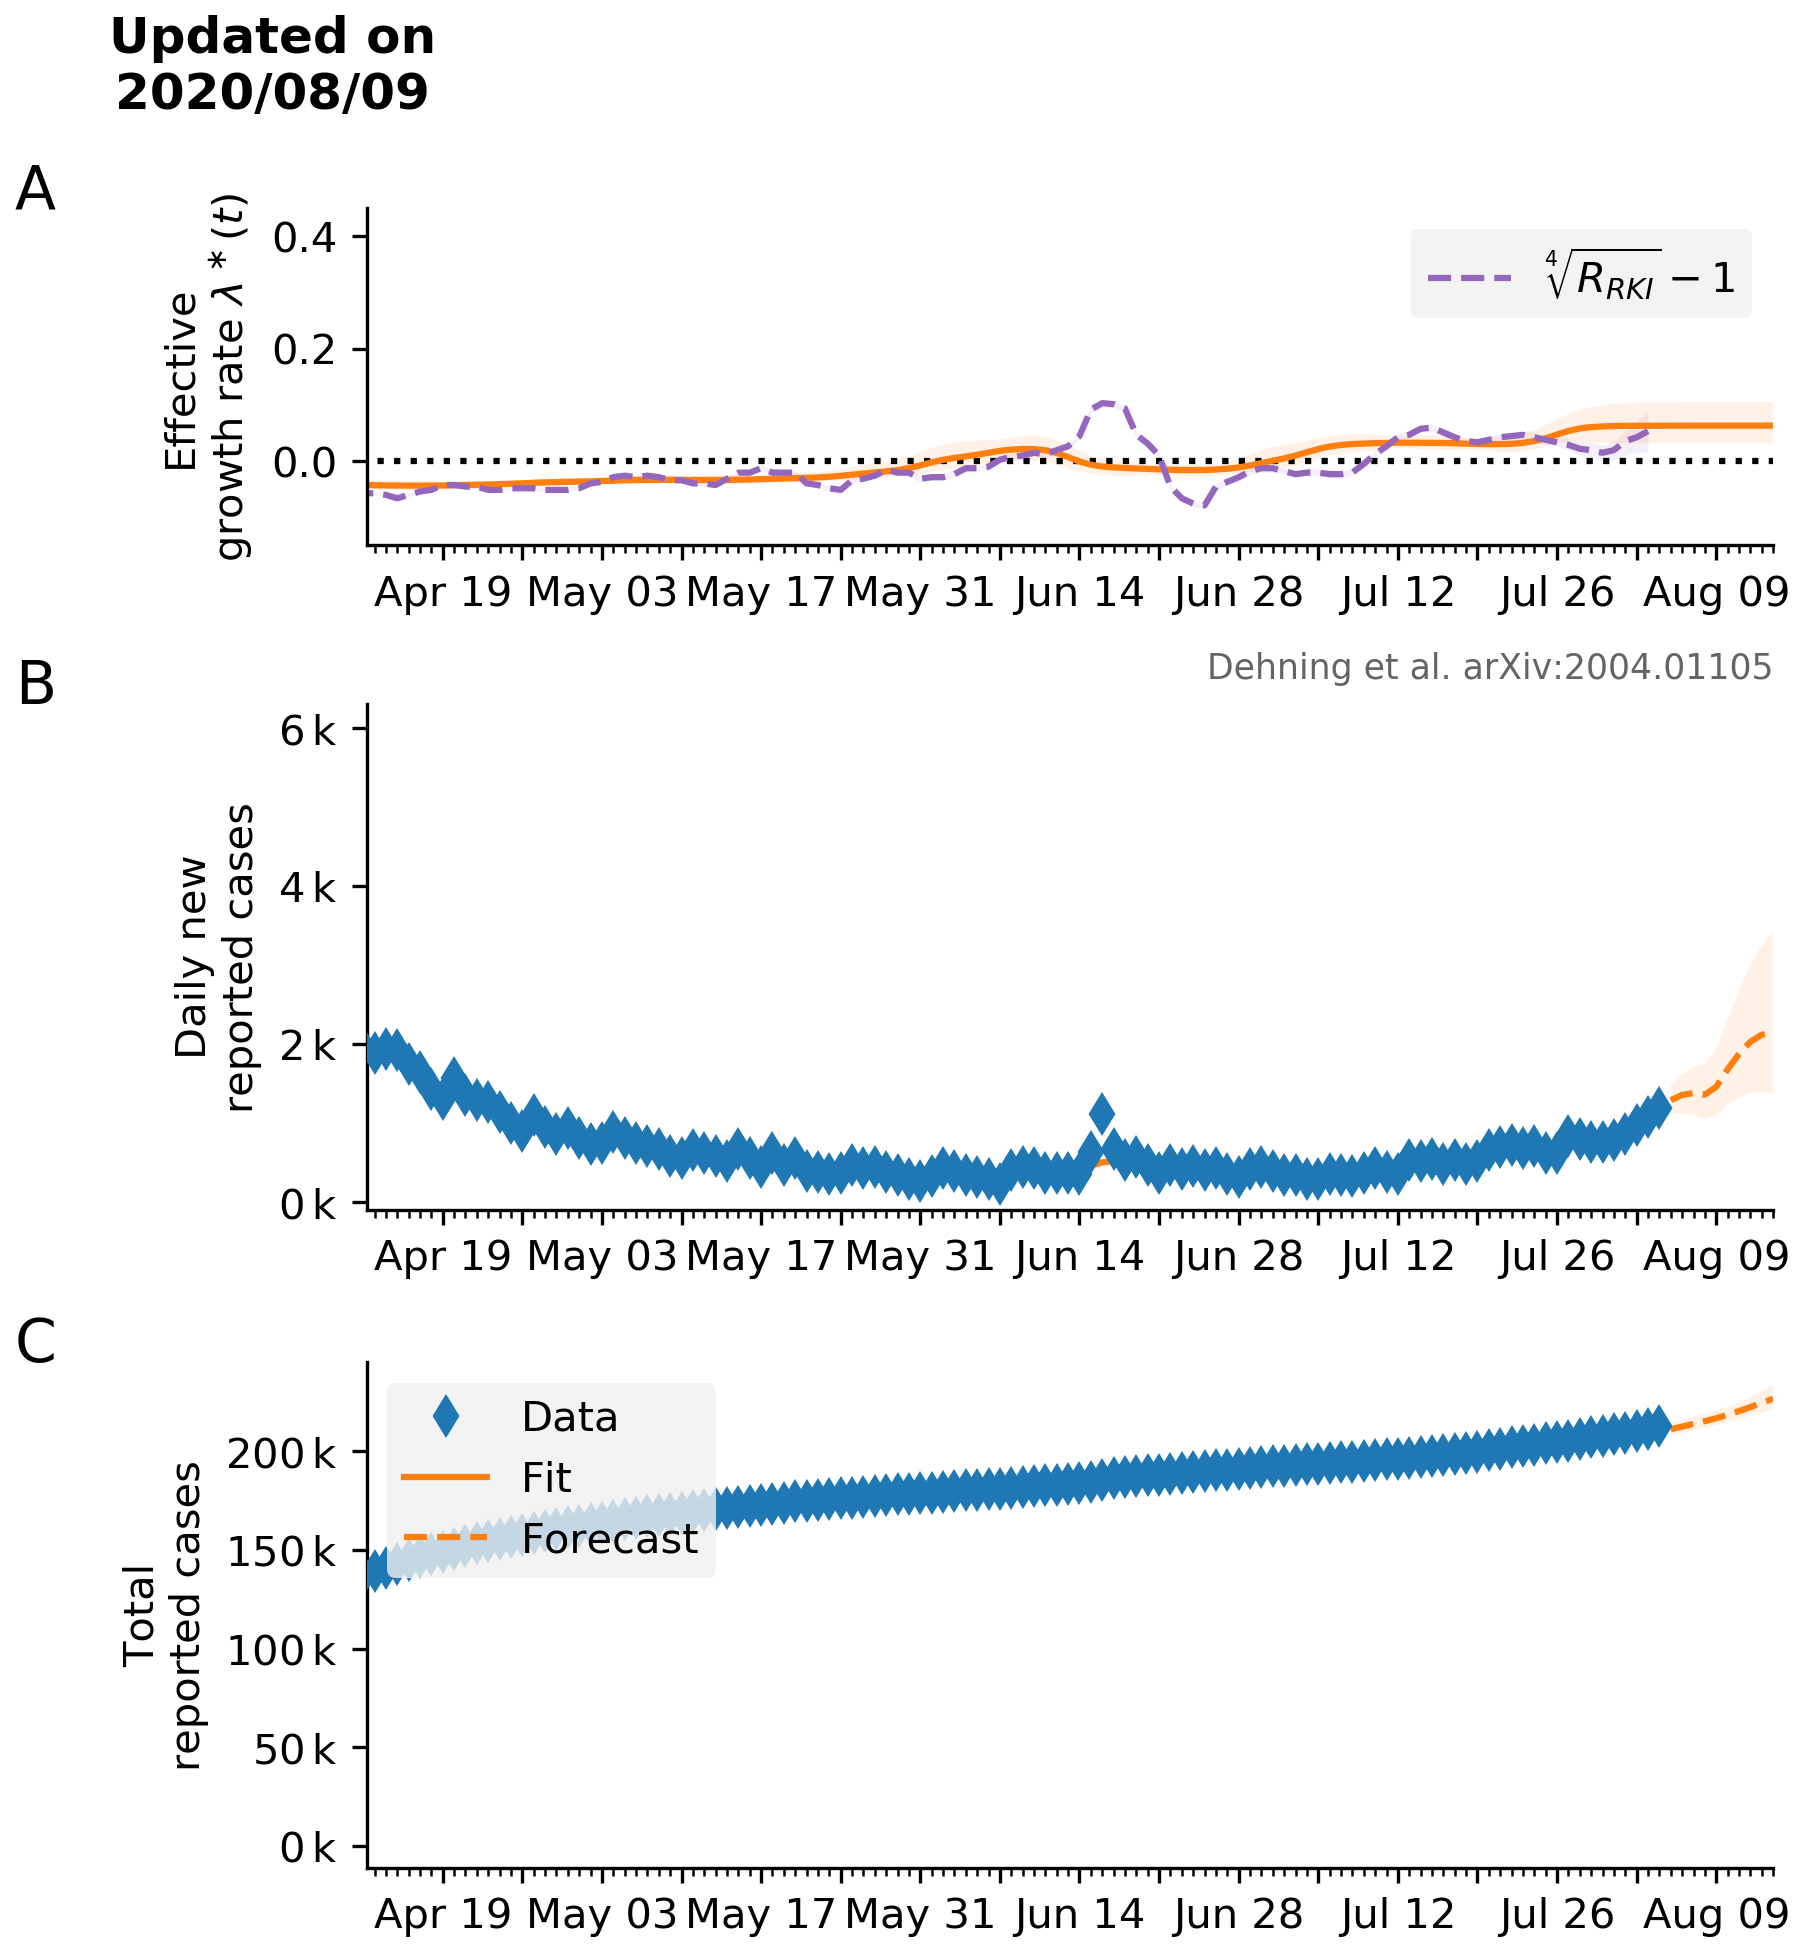 Updated on
2020/08/09
A
Effective
growth rate λ * (t)
0.4
0.2
0.0
∜R_RKI − 1
Apr 19 May 03 May 17 May 31 Jun 14 Jun 28 Jul 12 Jul 26 Aug 09
B
Dehning et al. arXiv:2004.01105
Daily new
reported cases
6 k
4 k
2 k
0 k
Apr 19 May 03 May 17 May 31 Jun 14 Jun 28 Jul 12 Jul 26 Aug 09
C
Total
reported cases
200 k
150 k
100 k
50 k
0 k
Data
Fit
Forecast
Apr 19 May 03 May 17 May 31 Jun 14 Jun 28 Jul 12 Jul 26 Aug 09